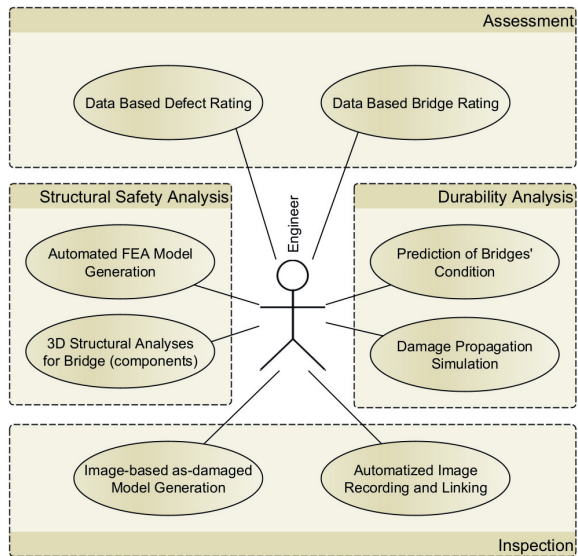 Assessment
Data Based Defect Rating
Data Based Bridge Rating
Structural Safety Analysis
Automated FEA Model
Generation
3D Structural Analyses
for Bridge (components)
Engineer
Durability Analysis
Prediction of Bridges'
Condition
Damage Propagation
Simulation
Image-based as-damaged
Model Generation
Automatized Image
Recording and Linking
Inspection